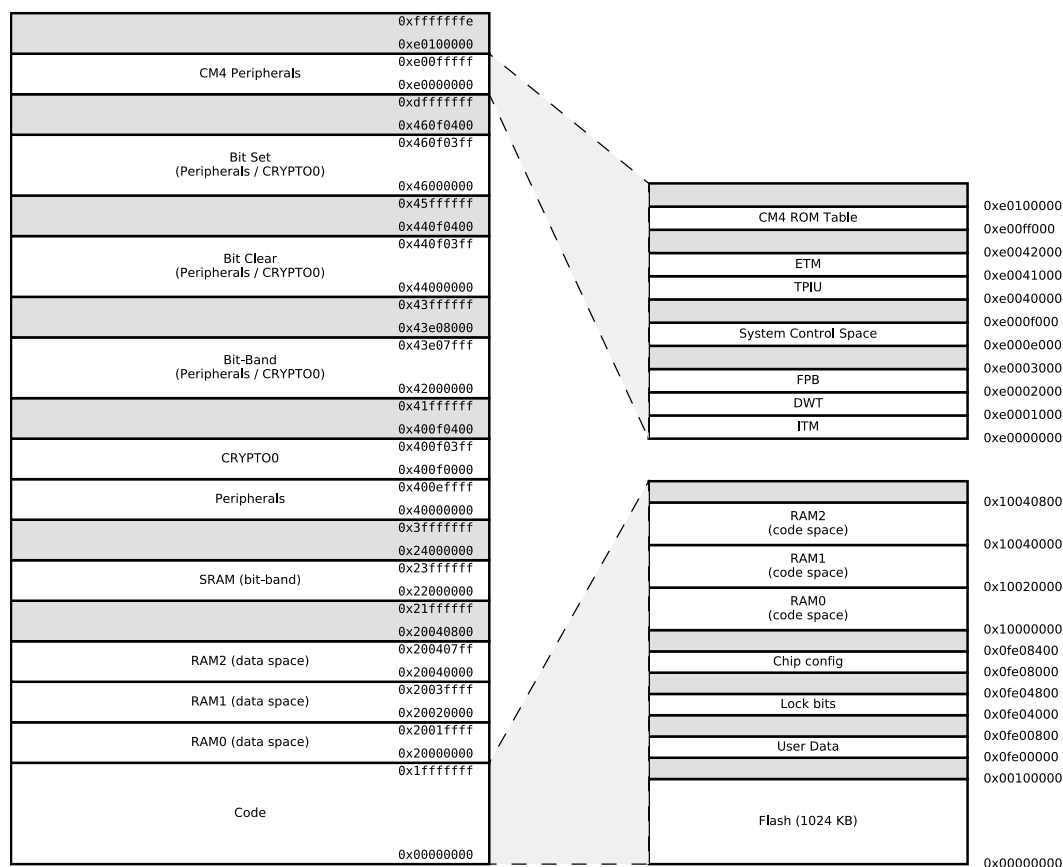 0xfffffffe
0xe0100000
0xe00fffff
CM4 Peripherals
0xe0000000
0xdfffffff
0x460f0400
0x460f03ff
Bit Set
(Peripherals / CRYPTO0)
0x46000000
0x45ffffff
0x440f0400
0x440f03ff
Bit Clear
(Peripherals / CRYPTO0)
0x44000000
0x43ffffff
0x43e08000
0x43e07fff
Bit-Band
(Peripherals / CRYPTO0)
0x42000000
0x41ffffff
0x400f0400
0x400f03ff
CRYPTO0
0x400f0000
0x400effff
Peripherals
0x40000000
0x3fffffff
0x24000000
0x23ffffff
SRAM (bit-band)
0x22000000
0x21ffffff
0x20040800
0x200407ff
RAM2 (data space)
0x20040000
0x2003ffff
RAM1 (data space)
0x20020000
0x2001ffff
RAM0 (data space)
0x20000000
0x1fffffff
Code
0x00000000
0xe0100000
CM4 ROM Table
0xe00ff000
0xe0042000
ETM
0xe0041000
TPIU
0xe0040000
0xe000f000
System Control Space
0xe000e000
0xe0003000
FPB
0xe0002000
DWT
0xe0001000
ITM
0xe0000000
0x10040800
RAM2
(code space)
0x10040000
RAM1
(code space)
0x10020000
RAM0
(code space)
0x10000000
0x0fe08400
Chip config
0x0fe08000
0x0fe04800
Lock bits
0x0fe04000
0x0fe00800
User Data
0x0fe00000
0x00100000
Flash (1024 KB)
0x00000000